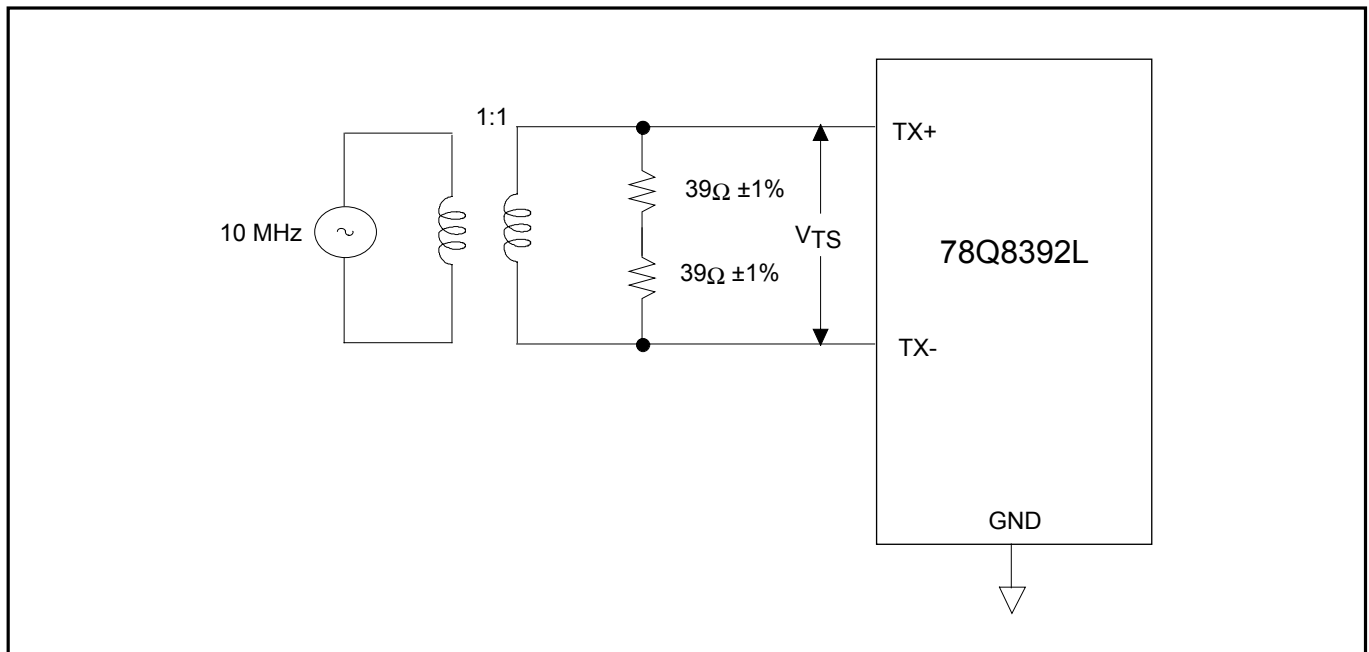 1:1
TX+
39Ω ±1%
10 MHz
VTS
78Q8392L
39Ω ±1%
TX-
GND